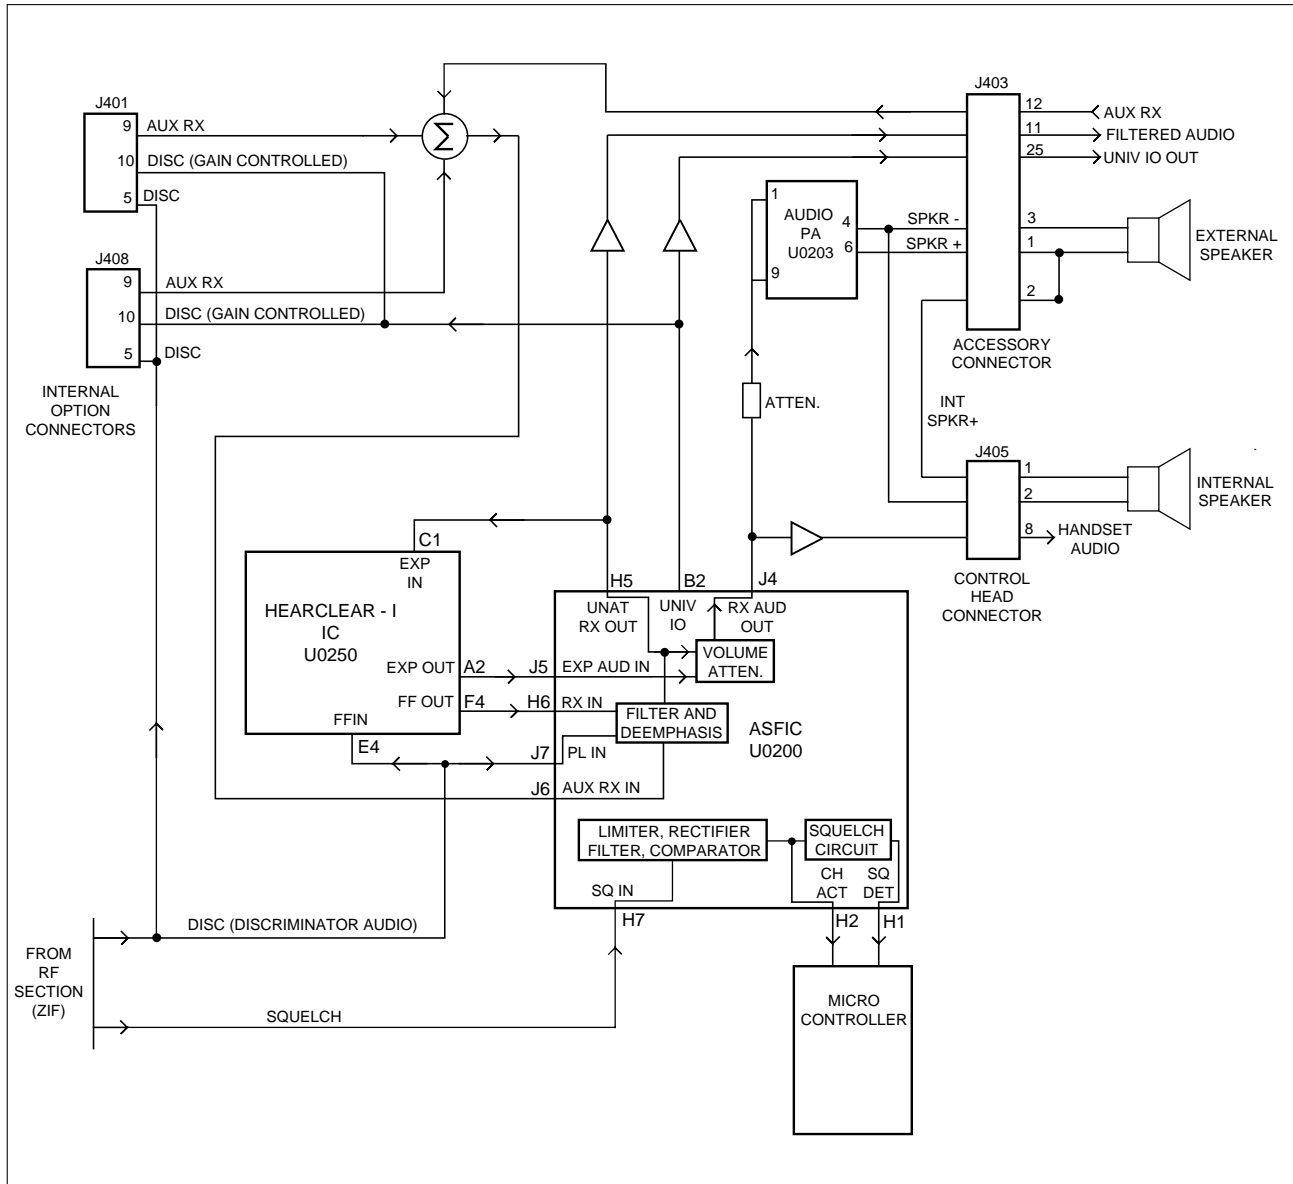 J401
9 AUX RX
10 DISC (GAIN CONTROLLED)
5 DISC
J408
9 AUX RX
10 DISC (GAIN CONTROLLED)
5 DISC
INTERNAL
OPTION
CONNECTORS
Σ
J403
12 AUX RX
11 FILTERED AUDIO
25 UNIV IO OUT
1
9
AUDIO
PA
U0203
4 SPKR -
6 SPKR +
3
1
2
EXTERNAL
SPEAKER
ACCESSORY
CONNECTOR
ATTEN.
INT
SPKR+
J405
1
2
INTERNAL
SPEAKER
8 HANDSET
AUDIO
CONTROL
HEAD
CONNECTOR
C1
EXP
IN
HEARCLEAR - I
IC
U0250
EXP OUT A2
FF OUT F4
FFIN
E4
H5 B2 J4
UNAT
RX OUT
UNIV
IO
RX AUD
OUT
VOLUME
ATTEN.
J5 EXP AUD IN
H6 RX IN
FILTER AND
DEEMPHASIS
J7 PL IN
J6 AUX RX IN
ASFIC
U0200
LIMITER, RECTIFIER
FILTER, COMPARATOR
SQUELCH
CIRCUIT
SQ IN
H7
CH
ACT
SQ
DET
H2 H1
MICRO
CONTROLLER
FROM
RF
SECTION
(ZIF)
DISC (DISCRIMINATOR AUDIO)
SQUELCH